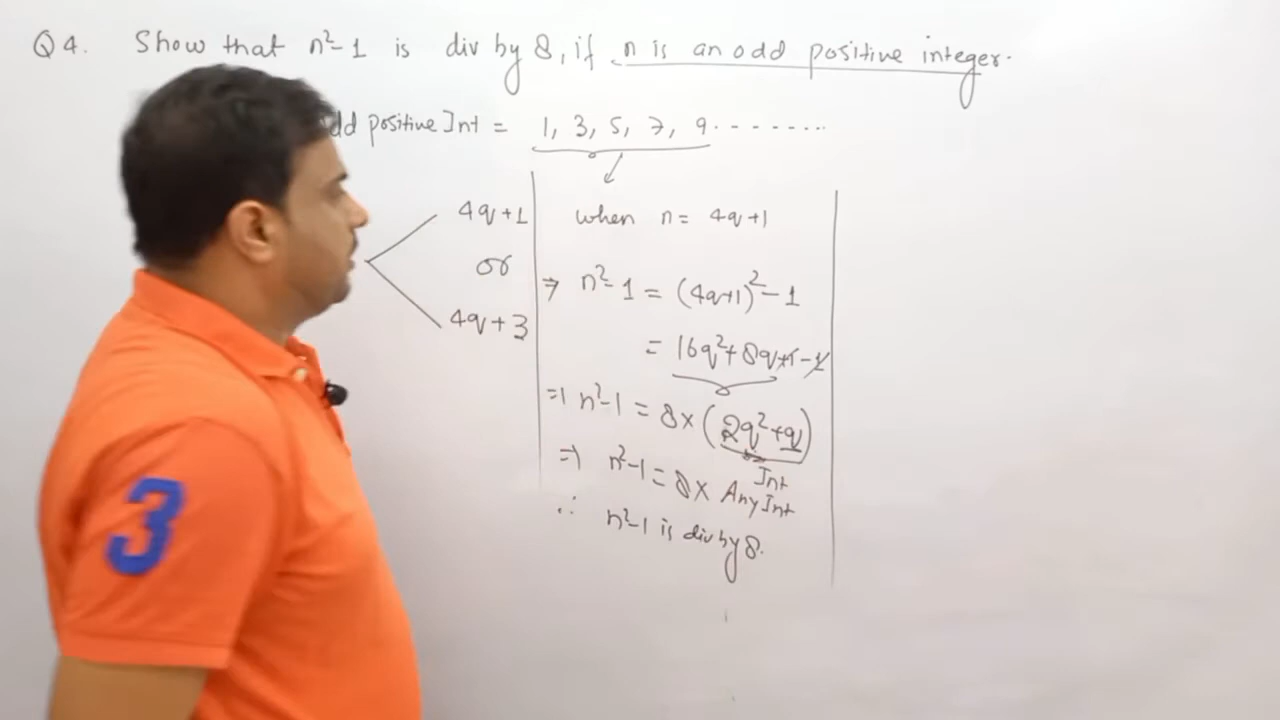 Q4. Show that n²-1 is div by 8, if n is an odd positive integer.
dd positive Int = 1, 3, 5, 7, 9.-------..
4q+1
or
4q+3
when n = 4q+1
⇒ n²-1 = (4q+1)²-1
= 16q²+8q+1-1
⇒ n²-1 = 8×(2q²+q)
Int
⇒ n²-1 = 8× Any Int
∴ n²-1 is div by 8.
3